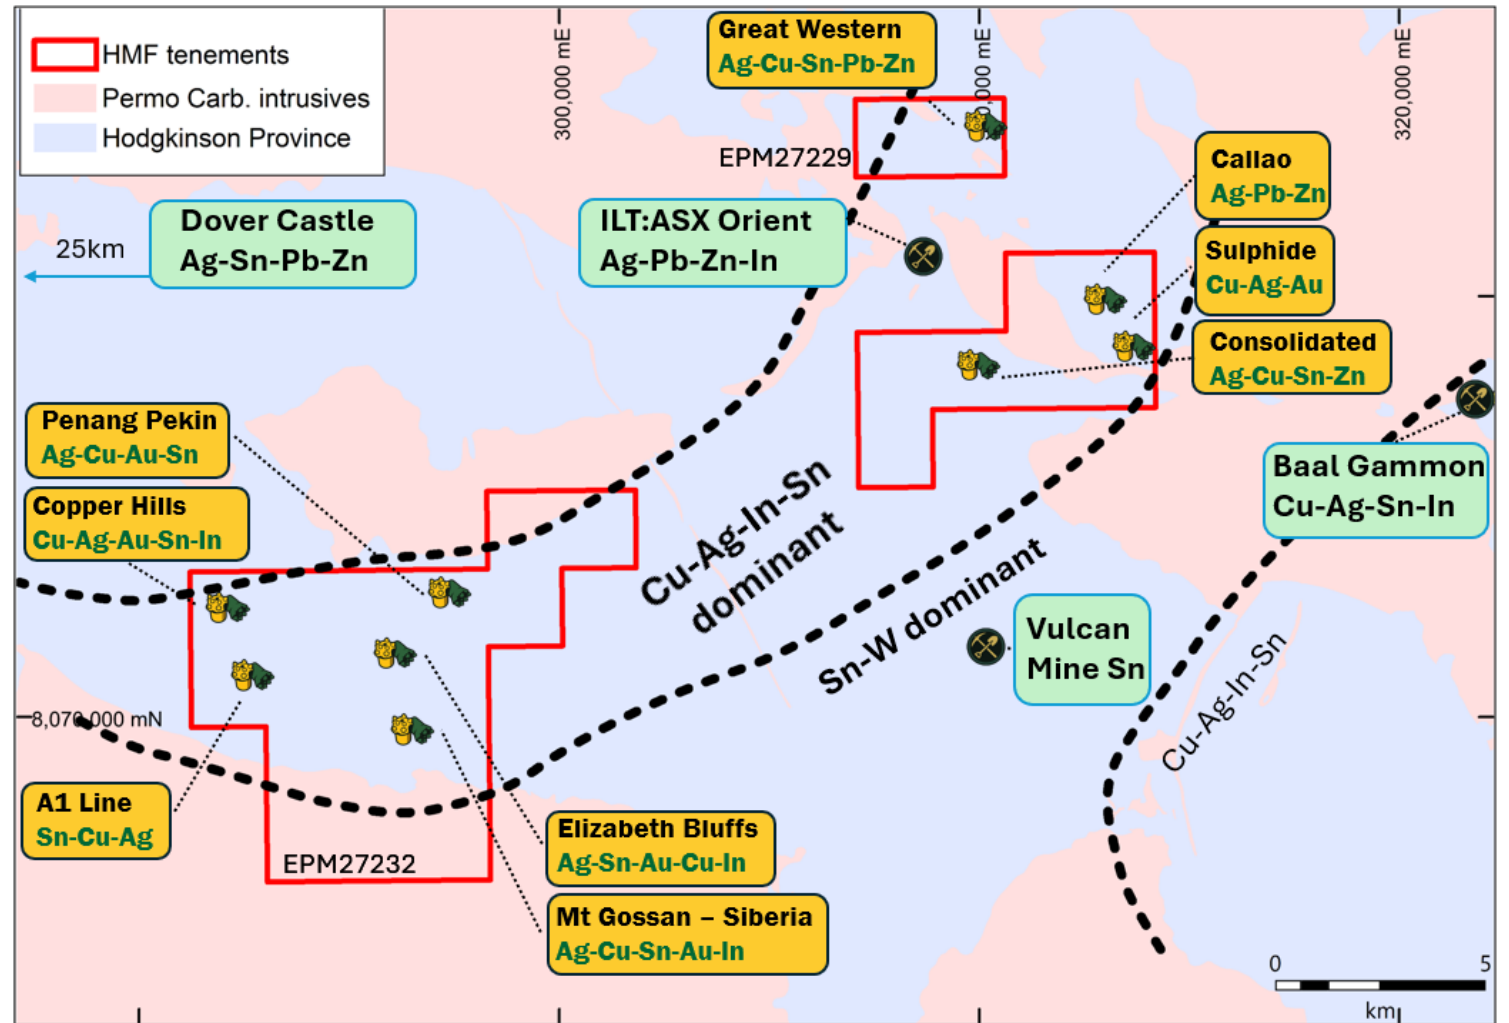 HMF tenements
Permo Carb. intrusives
Hodgkinson Province
300,000 mE
Great Western
Ag-Cu-Sn-Pb-Zn
0,000 mE
320,000 mE
EPM27229
Callao
Ag-Pb-Zn
Dover Castle
Ag-Sn-Pb-Zn
25km
ILT:ASX Orient
Ag-Pb-Zn-In
Sulphide
Cu-Ag-Au
Consolidated
Ag-Cu-Sn-Zn
Penang Pekin
Ag-Cu-Au-Sn
Copper Hills
Cu-Ag-Au-Sn-In
Baal Gammon
Cu-Ag-Sn-In
Cu-Ag-In-Sn
dominant
Sn-W dominant
Vulcan
Mine Sn
Cu-Ag-In-Sn
8,070,000 mN
A1 Line
Sn-Cu-Ag
EPM27232
Elizabeth Bluffs
Ag-Sn-Au-Cu-In
Mt Gossan – Siberia
Ag-Cu-Sn-Au-In
0 5
km